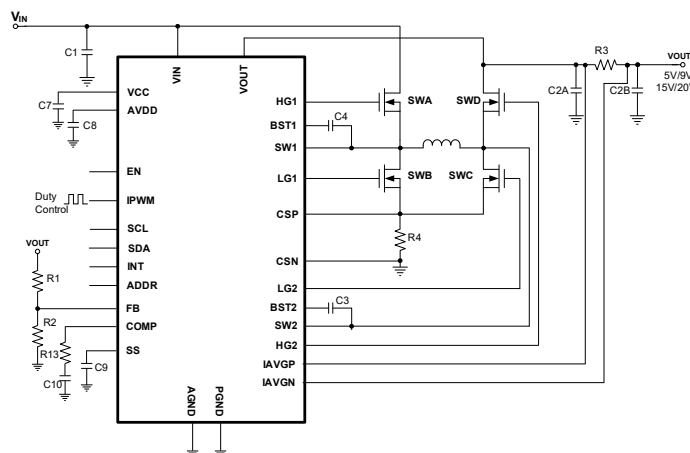 VIN
C1
R3
VOUT
5V/9V
15V/20V
VIN
VOUT
VCC
C7
AVDD
C8
HG1
SWA
SWD
C2A
C2B
BST1
C4
SW1
EN
LG1
SWB
SWC
Duty
Control
IPWM
CSP
SCL
R4
VOUT
SDA
INT
CSN
R1
ADDR
LG2
FB
BST2
C3
R2
COMP
SW2
R13
HG2
SS
C9
IAVGP
C10
IAVGN
AGND
PGND